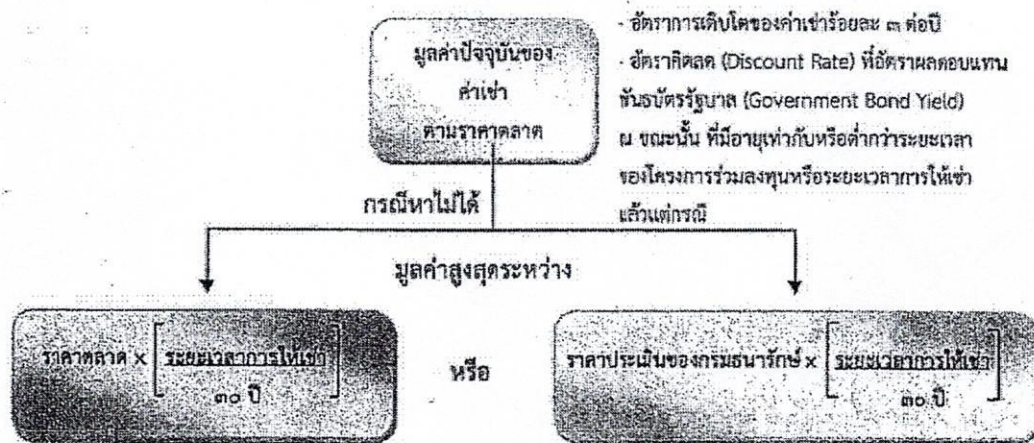 มูลค่าปัจจุบันของ
ค่าเช่า
ตามราคาตลาด
- อัตราการเติบโตของค่าเช่าร้อยละ ๓ ต่อปี
- อัตราคิดลด (Discount Rate) ที่อัตราผลตอบแทน
พันธบัตรรัฐบาล (Government Bond Yield)
ณ ขณะนั้น ที่มีอายุเท่ากับหรือต่ำกว่าระยะเวลา
ของโครงการร่วมลงทุนหรือระยะเวลาการให้เช่า
แล้วแต่กรณี
กรณีหาไม่ได้
มูลค่าสูงสุดระหว่าง
ราคาตลาด × [ระยะเวลาการให้เช่า
๓๐ ปี]
หรือ
ราคาประเมินของกรมธนารักษ์ × [ระยะเวลาการให้เช่า
๓๐ ปี]